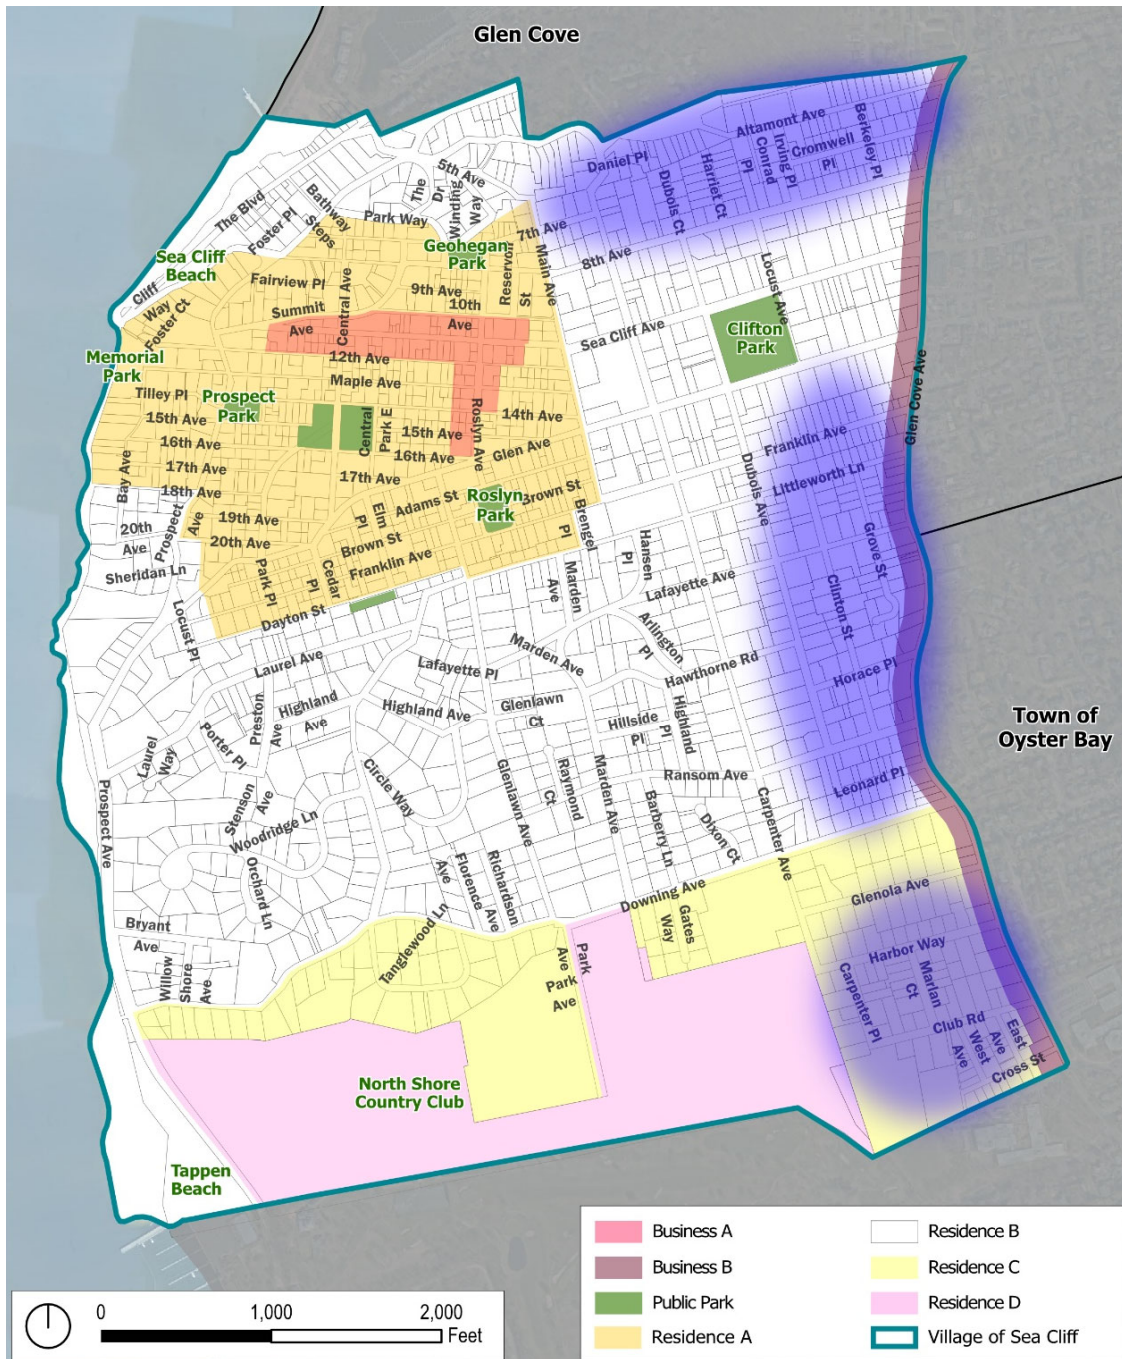 Glen Cove
Altamont Ave
Berkeley Pl
Irving Pl
Cromwell
Pl
Conrad
Pl
Daniel Pl
Harriet Ct
Dubois Ct
5th Ave
The
Dr
Winding
Way
The Blvd
Bathway
Steps
Foster Pl
Park Way
7th Ave
8th Ave
Geohegan
Park
Reservoir
St
Main Ave
Locust Ave
Sea Cliff
Beach
Cliff
Way
Foster Ct
Fairview Pl
Central Ave
9th Ave
10th
Ave
Summit
Ave
Sea Cliff Ave
Clifton
Park
Glen Cove Ave
12th Ave
Memorial
Park
Maple Ave
Tilley Pl
Prospect
Park
15th Ave
Central
Park E
Roslyn Ave
14th Ave
15th Ave
16th Ave
16th Ave
Glen Ave
Franklin Ave
Littleworth Ln
Dubois Ave
17th Ave
17th Ave
Bay Ave
18th Ave
Adams St
Roslyn
Park
Brown St
Elm
Pl
19th Ave
20th
Ave
Prospect
Ave
20th Ave
Brown St
Brengel
Pl
Hansen
Pl
Grove St
Sheridan Ln
Park Pl
Cedar
Pl
Franklin Ave
Marden
Ave
Lafayette Ave
Clinton St
Locust Pl
Dayton St
Arlington
Pl
Laurel Ave
Lafayette Pl
Marden Ave
Hawthorne Rd
Horace Pl
Highland
Ave
Highland Ave
Glenlawn
Ct
Hillside
Pl
Highland
Pl
Town of
Oyster Bay
Preston
Ave
Porter Pl
Laurel
Way
Circle Way
Glenlawn Ave
Raymond
Ct
Marden Ave
Ransom Ave
Leonard Pl
Prospect Ave
Stenson
Ave
Woodridge Ln
Barberry Ln
Dixon Ct
Carpenter Ave
Orchard Ln
Florence
Ave
Richardson
Ave
Downing Ave
Gates
Way
Glenola Ave
Bryant
Ave
Willow
Shore
Ave
Tanglewood Ln
Park
Ave
Park
Ave
Harbor Way
Marlan
Ct
Carpenter Pl
Club Rd
West
Ave
East
Ave
Cross St
North Shore
Country Club
Tappen
Beach
Business A
Business B
Public Park
Residence A
Residence B
Residence C
Residence D
Village of Sea Cliff
0 1,000 2,000
Feet